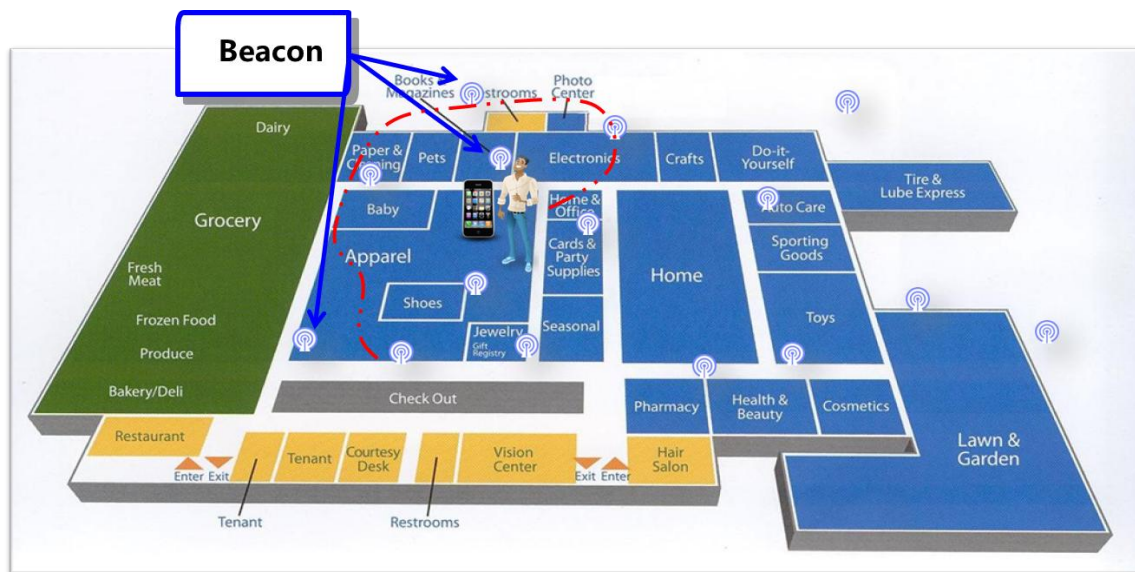 Beacon
Books &
Magazines
strooms
Photo
Center
Dairy
Paper &
Pets
Electronics
Crafts
Do-it-
Yourself
Tire &
Lube Express
Grocery
Baby
Home &
Office
Auto Care
Cards &
Party
Supplies
Sporting
Goods
Apparel
Home
Fresh
Meat
Shoes
Frozen Food
Jewelry
Gift
Registry
Seasonal
Toys
Produce
Bakery/Deli
Check Out
Pharmacy
Health &
Beauty
Cosmetics
Lawn &
Garden
Restaurant
Enter Exit
Tenant
Courtesy
Desk
Vision
Center
Exit Enter
Hair
Salon
Tenant
Restrooms